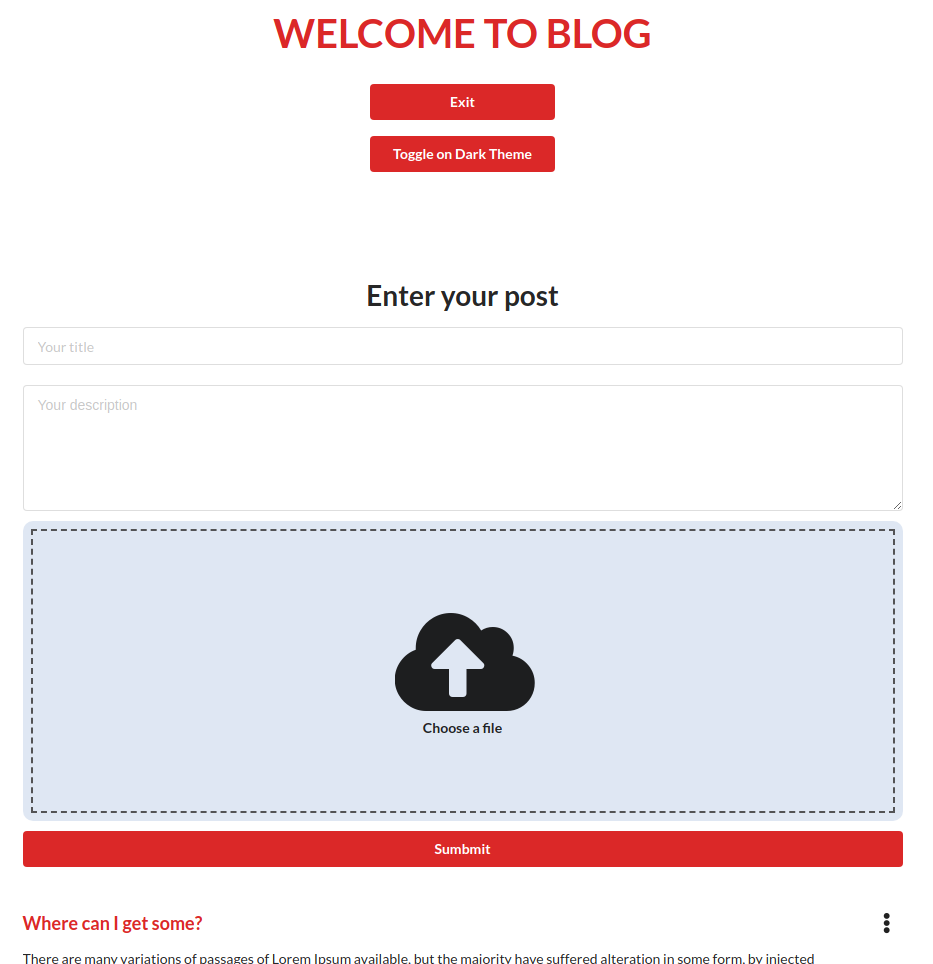 WELCOME TO BLOG
Exit
Toggle on Dark Theme
Enter your post
Your title
Your description
Choose a file
Sumbmit
Where can I get some?
There are many variations of passages of Lorem Ipsum available, but the majority have suffered alteration in some form, by injected